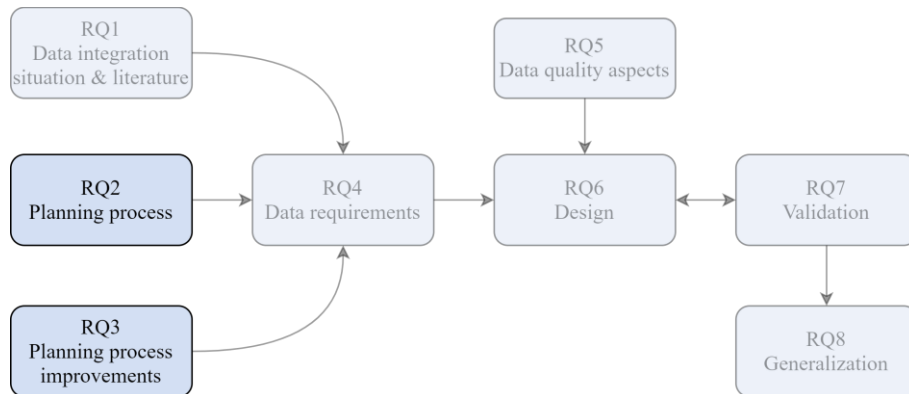 RQ1
Data integration
situation & literature
RQ5
Data quality aspects
RQ2
Planning process
RQ4
Data requirements
RQ6
Design
RQ7
Validation
RQ3
Planning process
improvements
RQ8
Generalization